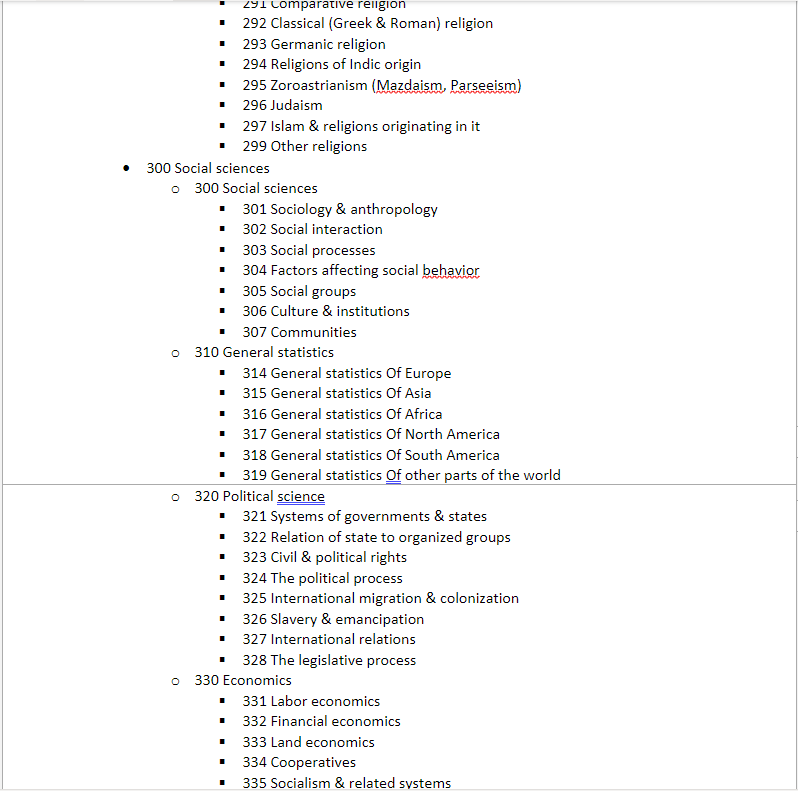 291 Comparative religion
292 Classical (Greek & Roman) religion
293 Germanic religion
294 Religions of Indic origin
295 Zoroastrianism (Mazdaism, Parseeism)
296 Judaism
297 Islam & religions originating in it
299 Other religions
300 Social sciences
300 Social sciences
301 Sociology & anthropology
302 Social interaction
303 Social processes
304 Factors affecting social behavior
305 Social groups
306 Culture & institutions
307 Communities
310 General statistics
314 General statistics Of Europe
315 General statistics Of Asia
316 General statistics Of Africa
317 General statistics Of North America
318 General statistics Of South America
319 General statistics Of other parts of the world
320 Political science
321 Systems of governments & states
322 Relation of state to organized groups
323 Civil & political rights
324 The political process
325 International migration & colonization
326 Slavery & emancipation
327 International relations
328 The legislative process
330 Economics
331 Labor economics
332 Financial economics
333 Land economics
334 Cooperatives
335 Socialism & related systems